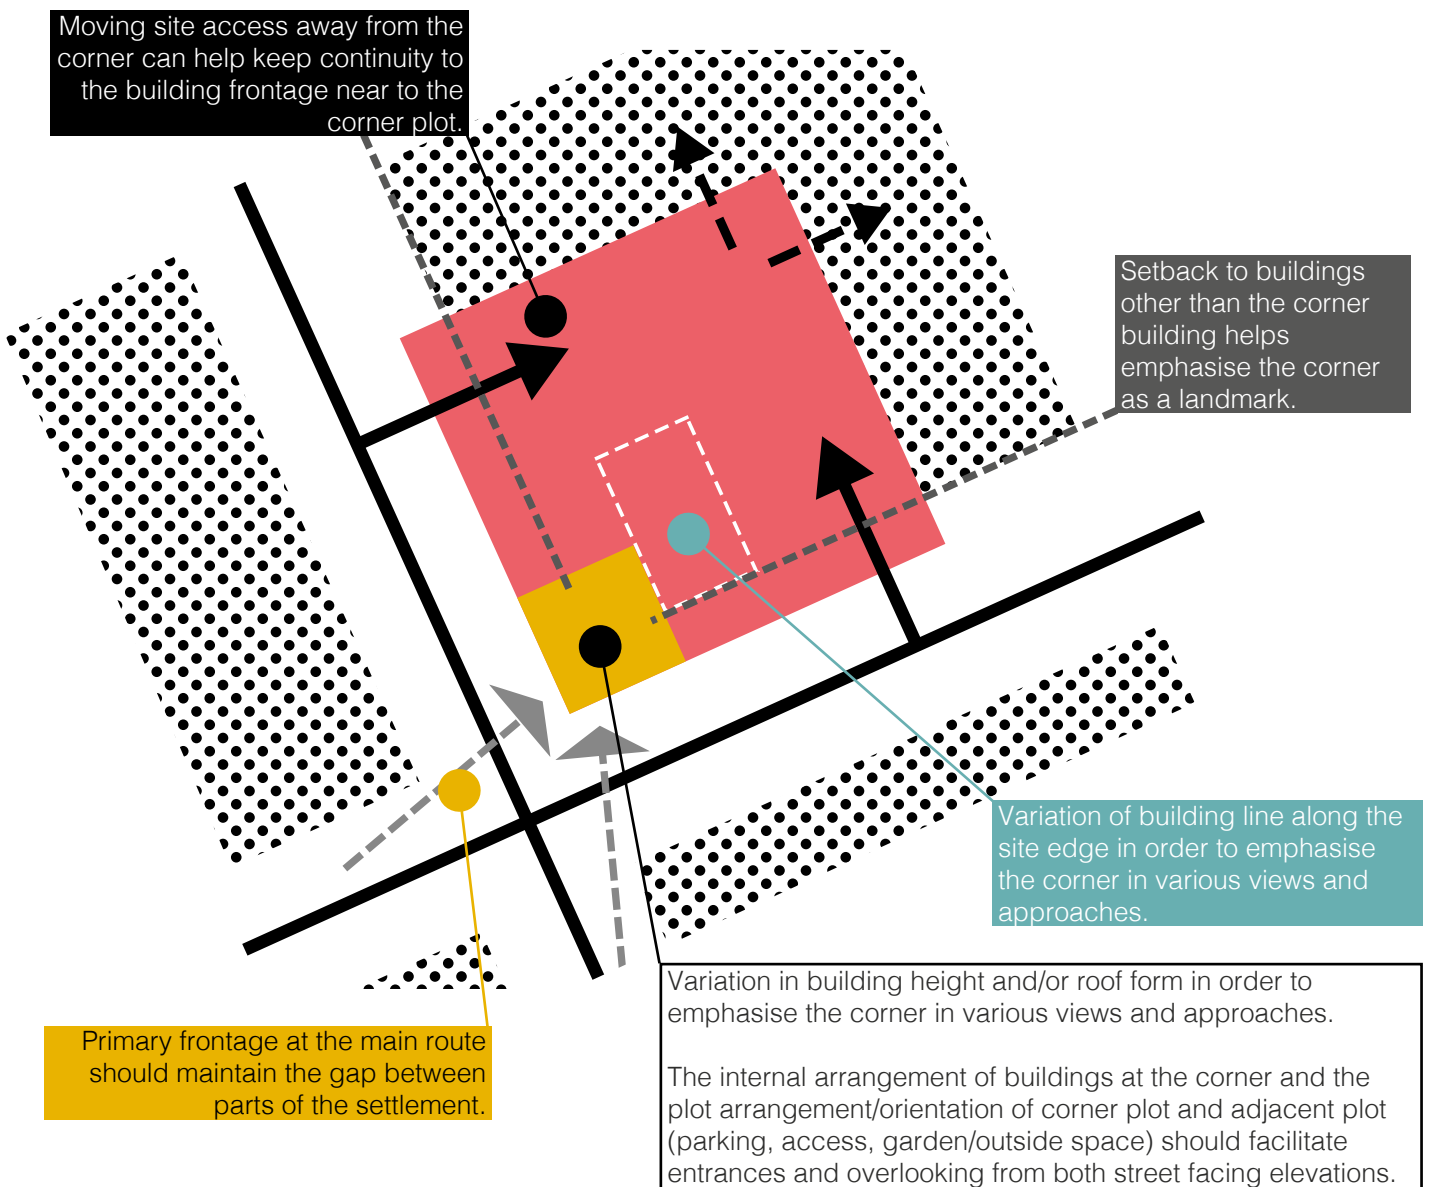 Moving site access away from the
corner can help keep continuity to
the building frontage near to the
corner plot.
Setback to buildings
other than the corner
building helps
emphasise the corner
as a landmark.
Variation of building line along the
site edge in order to emphasise
the corner in various views and
approaches.
Variation in building height and/or roof form in order to
emphasise the corner in various views and approaches.
The internal arrangement of buildings at the corner and the
plot arrangement/orientation of corner plot and adjacent plot
(parking, access, garden/outside space) should facilitate
entrances and overlooking from both street facing elevations.
Primary frontage at the main route
should maintain the gap between
parts of the settlement.